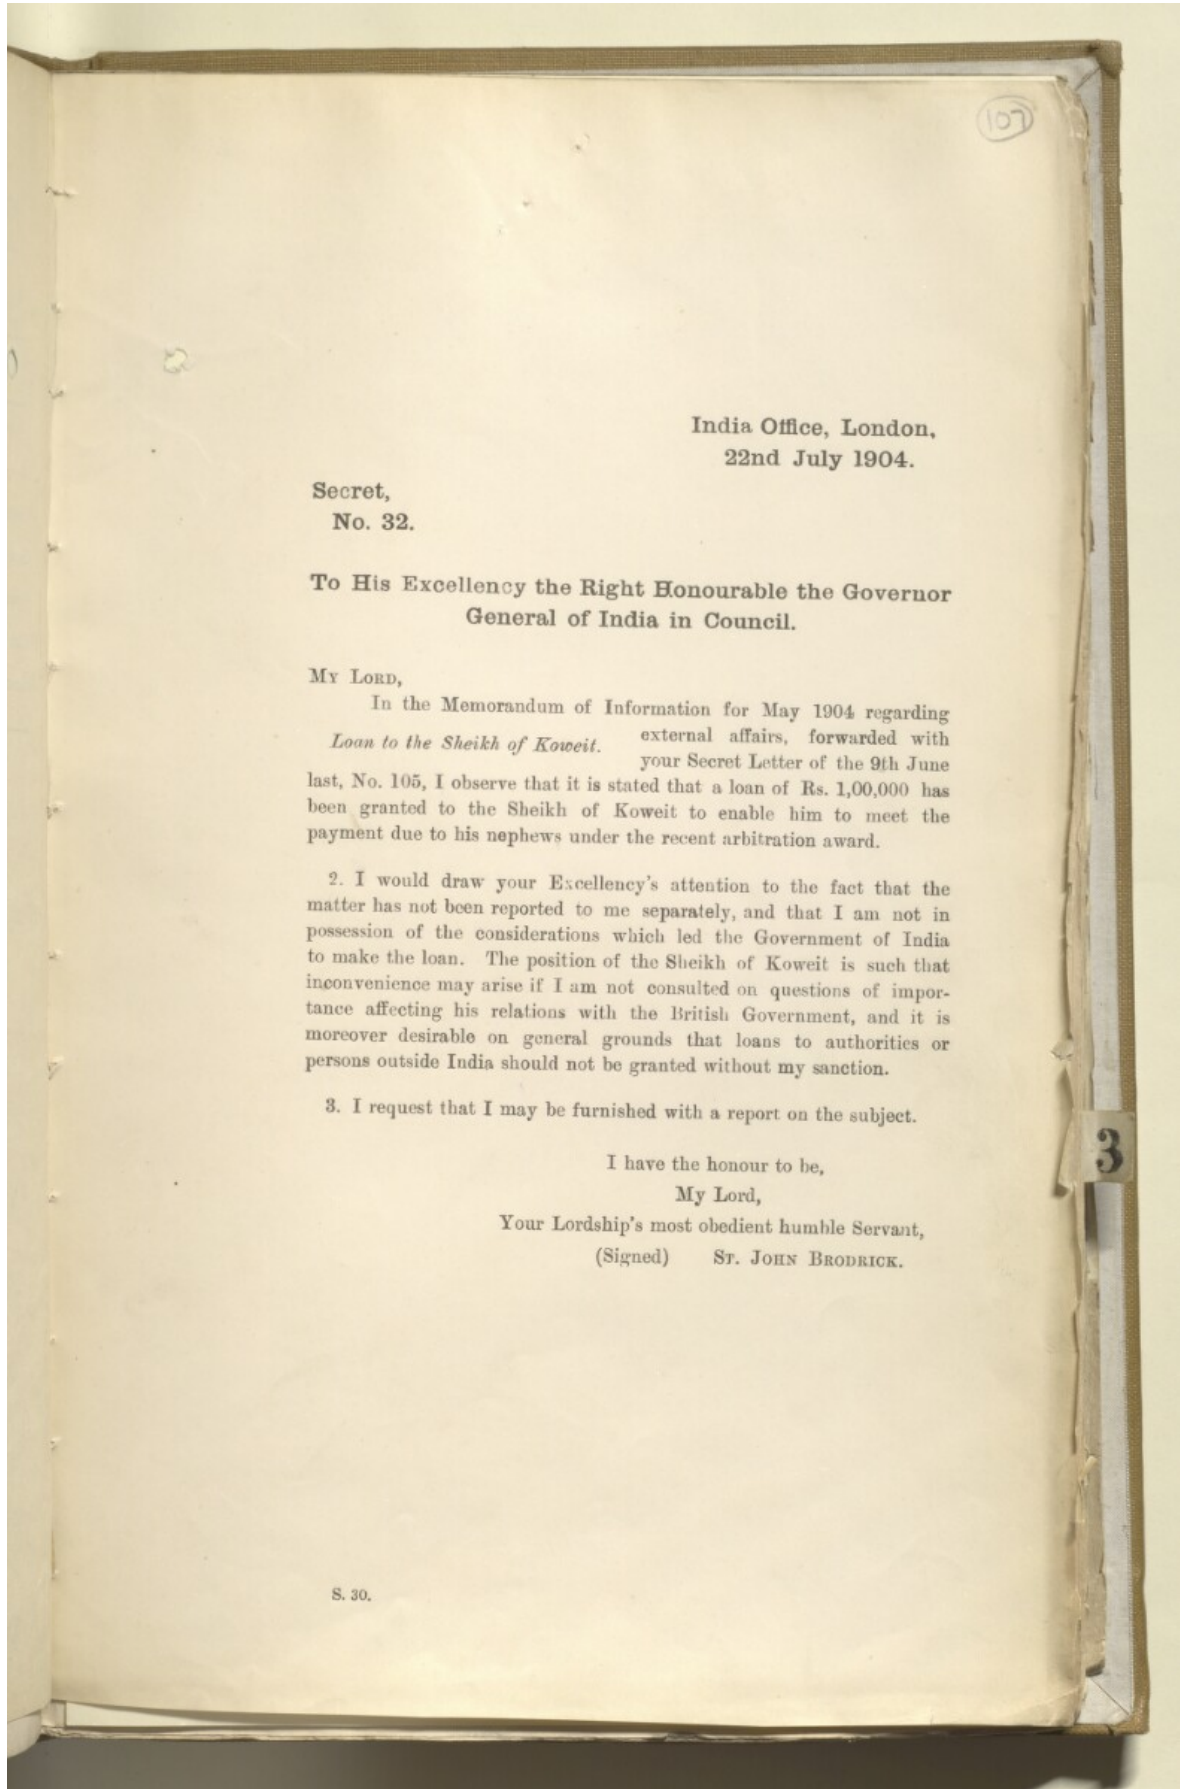 107
India Office, London,
22nd July 1904.
Secret,
No. 32.
To His Excellency the Right Honourable the Governor
General of India in Council.
MY LORD,
In the Memorandum of Information for May 1904 regarding
Loan to the Sheikh of Koweit.
external affairs, forwarded with
your Secret Letter of the 9th June
last, No. 105, I observe that it is stated that a loan of Rs. 1,00,000 has
been granted to the Sheikh of Koweit to enable him to meet the
payment due to his nephews under the recent arbitration award.
2. I would draw your Excellency's attention to the fact that the
matter has not been reported to me separately, and that I am not in
possession of the considerations which led the Government of India
to make the loan. The position of the Sheikh of Koweit is such that
inconvenience may arise if I am not consulted on questions of impor-
tance affecting his relations with the British Government, and it is
moreover desirable on general grounds that loans to authorities or
persons outside India should not be granted without my sanction.
3. I request that I may be furnished with a report on the subject.
I have the honour to be,
My Lord,
Your Lordship's most obedient humble Servant,
(Signed) ST. JOHN BRODRICK.
3
S. 30.